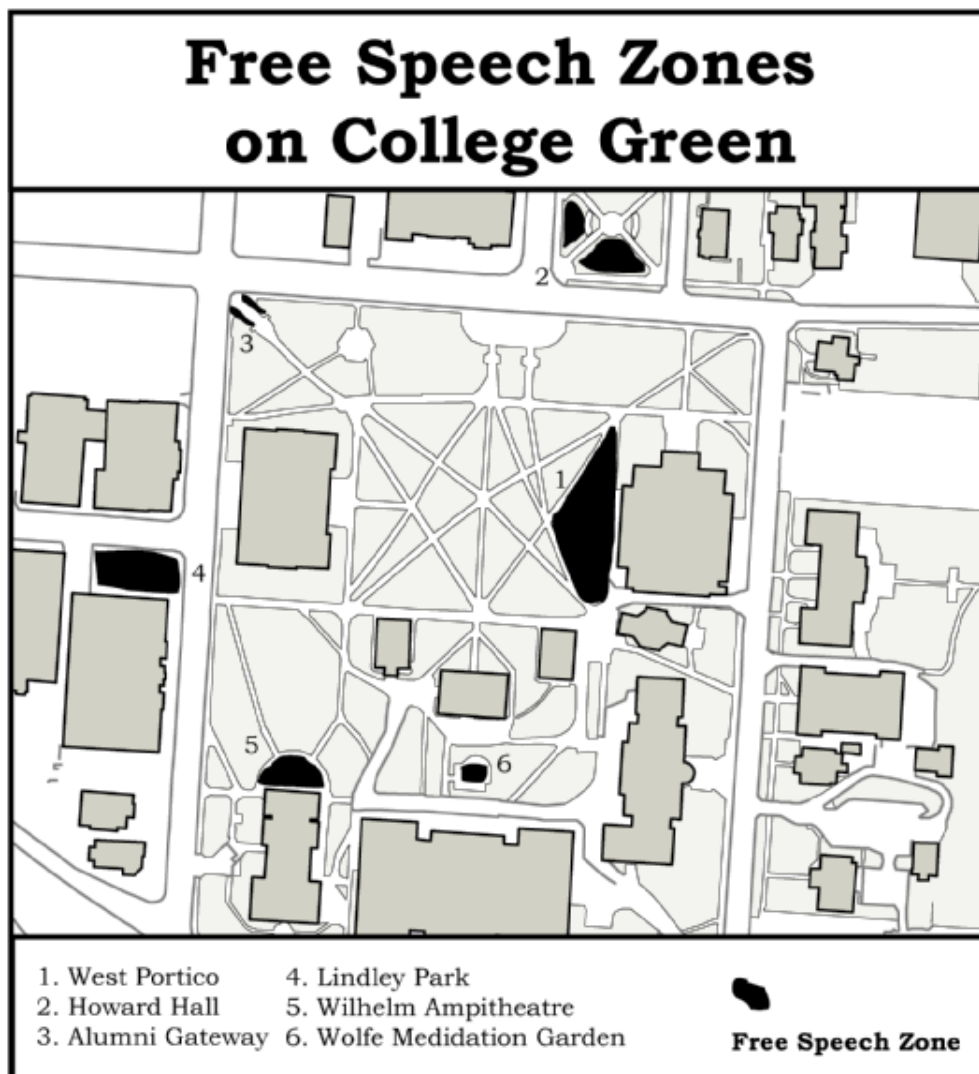 Free Speech Zones
on College Green
2
3
1
4
5
6
1. West Portico
2. Howard Hall
3. Alumni Gateway
4. Lindley Park
5. Wilhelm Ampitheatre
6. Wolfe Medidation Garden
Free Speech Zone